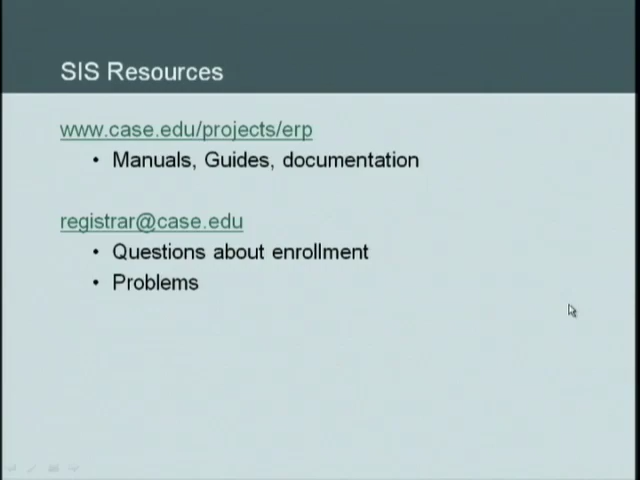 SIS Resources
www.case.edu/projects/erp
• Manuals, Guides, documentation
registrar@case.edu
• Questions about enrollment
• Problems